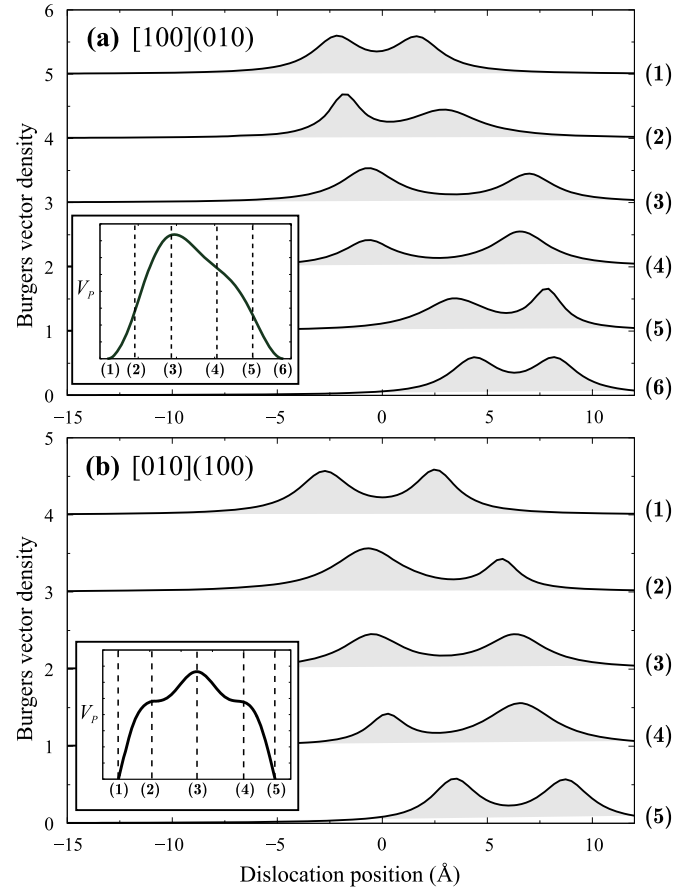 6
(a) [100](010)
5
(1)
4
(2)
3
(3)
2
(4)
1
(5)
0
(6)
Burgers vector density
V_P
(1) (2) (3) (4) (5) (6)
−15 −10 −5 0 5 10
5
(b) [010](100)
4
(1)
3
(2)
2
(3)
1
(4)
0
(5)
Burgers vector density
V_P
(1) (2) (3) (4) (5)
−15 −10 −5 0 5 10
Dislocation position (Å)